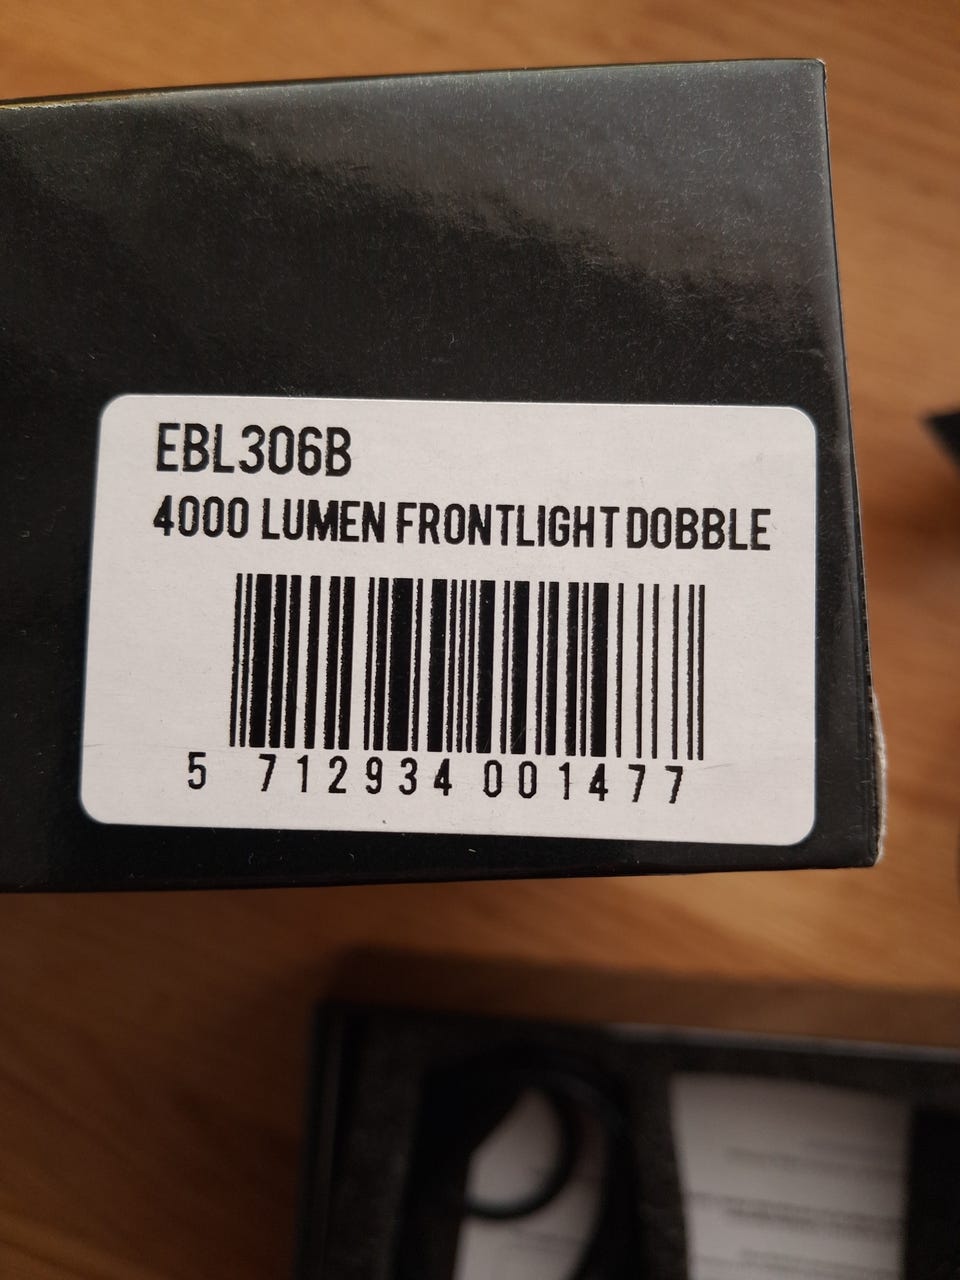 EBL306B
4000 LUMEN FRONTLIGHT DOBBLE
5 712934 001477